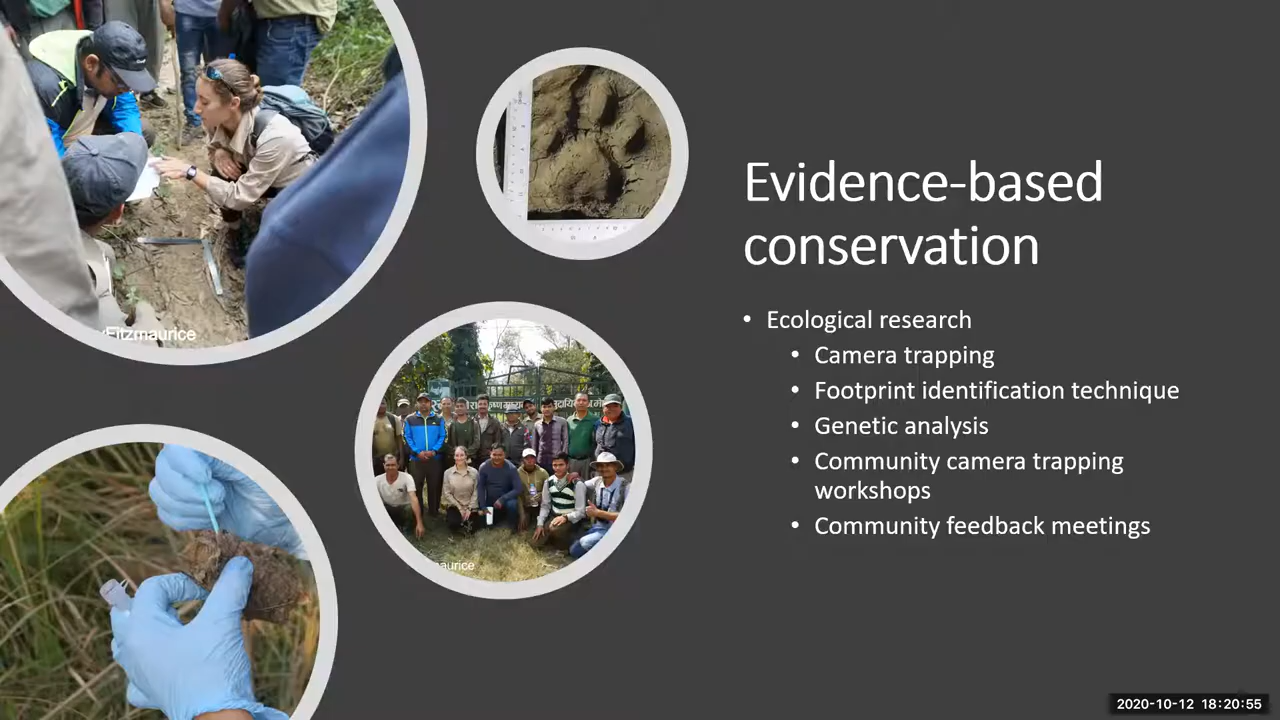 Evidence-based
conservation
• Ecological research
• Camera trapping
• Footprint identification technique
• Genetic analysis
• Community camera trapping
workshops
• Community feedback meetings
Fitzmaurice
aurice
2020-10-12 18:20:55